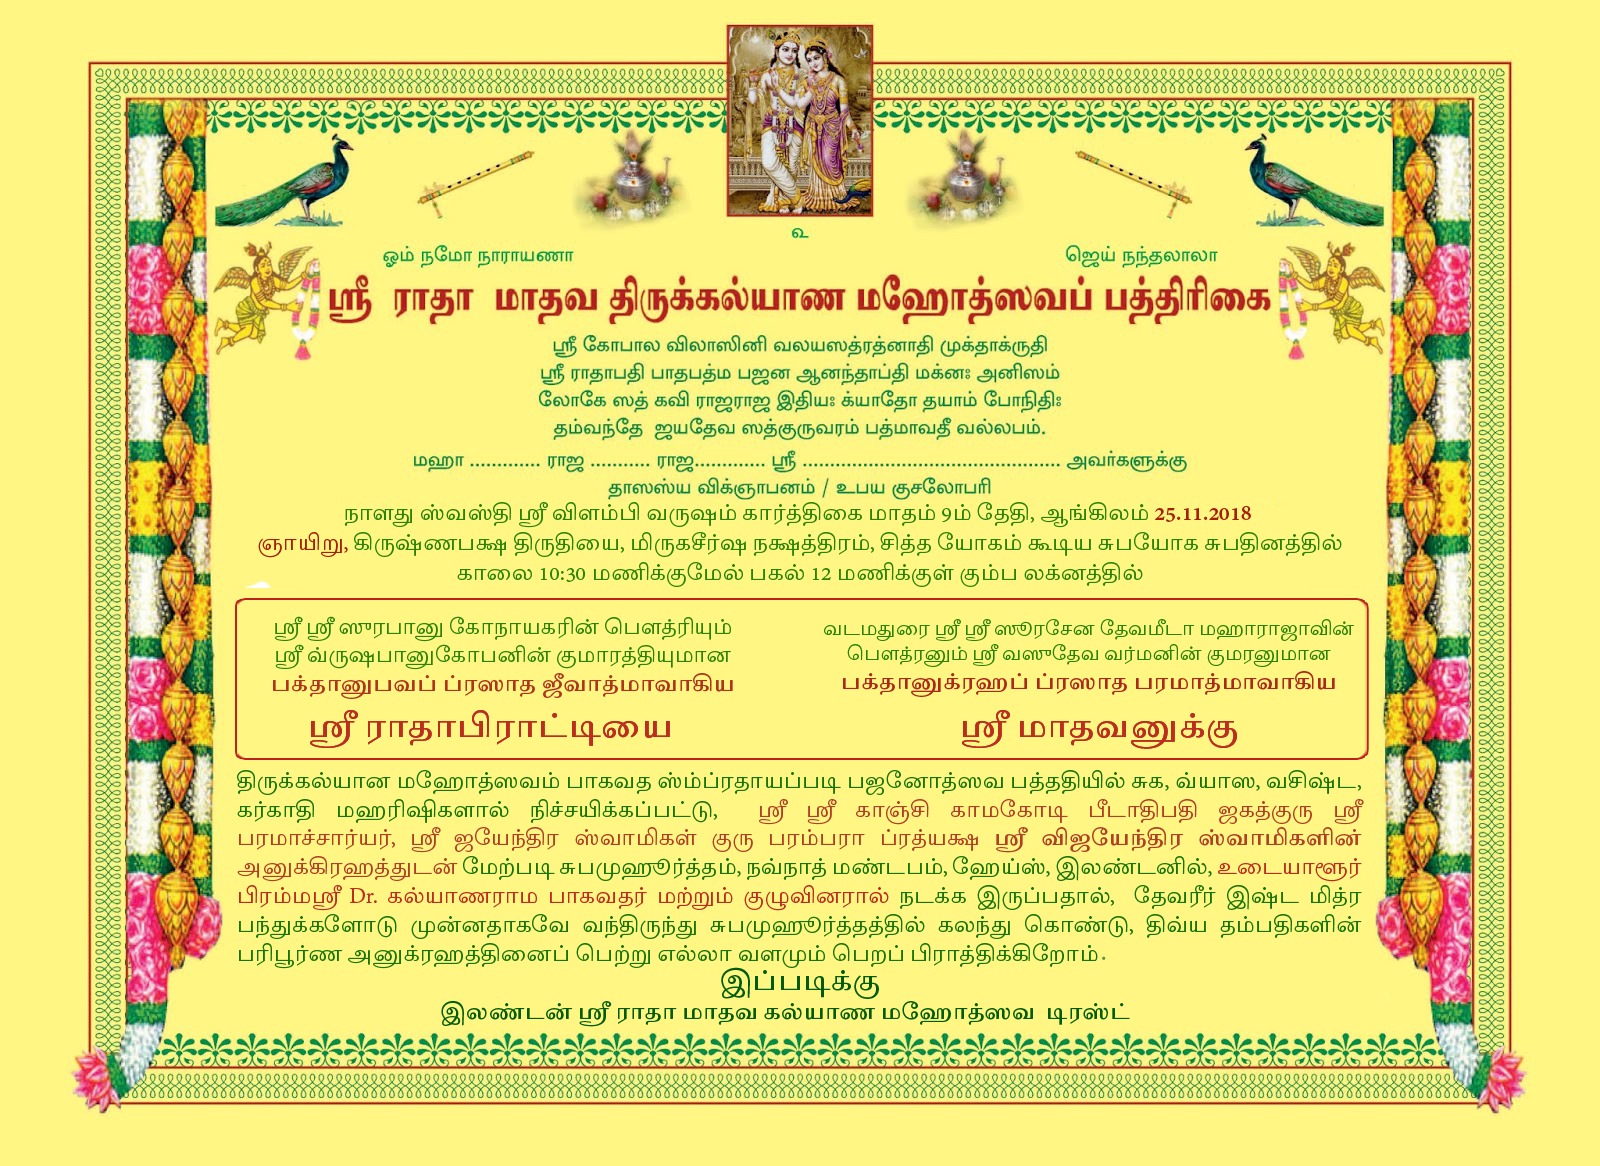 உ
ஓம் நமோ நாராயணா ஜெய் நந்தலாலா
ஸ்ரீ ராதா மாதவ திருக்கல்யாண மஹோத்ஸவப் பத்திரிகை
ஸ்ரீ கோபால விலாஸினி வலயஸத்ரத்னாதி முக்தாக்ருதி
ஸ்ரீ ராதாபதி பாதபத்ம பஜன ஆனந்தாப்தி மக்னஃ அனிஸம்
லோகே ஸத் கவி ராஜராஜ இதியஃ க்யாதோ தயாம் போநிதிஃ
தம்வந்தே ஜயதேவ ஸத்குருவரம் பத்மாவதீ வல்லபம்.
மஹா ............. ராஜ ........... ராஜ............. ஸ்ரீ ................................................ அவர்களுக்கு
தாஸஸ்ய விக்ஞாபனம் / உபய குசலோபரி
நாளது ஸ்வஸ்தி ஸ்ரீ விளம்பி வருஷம் கார்த்திகை மாதம் 9ம் தேதி, ஆங்கிலம் 25.11.2018
ஞாயிறு, கிருஷ்ணபக்ஷ திருதியை, மிருகசீர்ஷ நக்ஷத்திரம், சித்த யோகம் கூடிய சுபயோக சுபதினத்தில்
காலை 10:30 மணிக்குமேல் பகல் 12 மணிக்குள் கும்ப லக்னத்தில்
ஸ்ரீ ஸ்ரீ ஸுரபானு கோநாயகரின் பௌத்ரியும்
ஸ்ரீ வ்ருஷபானுகோபனின் குமாரத்தியுமான
பக்தானுபவப் ப்ரஸாத ஜீவாத்மாவாகிய
ஸ்ரீ ராதாபிராட்டியை
வடமதுரை ஸ்ரீ ஸ்ரீ ஸூரசேன தேவமீடா மஹாராஜாவின்
பௌத்ரனும் ஸ்ரீ வஸுதேவ வர்மனின் குமரனுமான
பக்தானுக்ரஹப் ப்ரஸாத பரமாத்மாவாகிய
ஸ்ரீ மாதவனுக்கு
திருக்கல்யான மஹோத்ஸவம் பாகவத ஸ்ம்ப்ரதாயப்படி பஜனோத்ஸவ பத்ததியில் சுக, வ்யாஸ, வசிஷ்ட,
கர்காதி மஹரிஷிகளால் நிச்சயிக்கப்பட்டு, ஸ்ரீ ஸ்ரீ காஞ்சி காமகோடி பீடாதிபதி ஜகத்குரு ஸ்ரீ
பரமாச்சார்யர், ஸ்ரீ ஜயேந்திர ஸ்வாமிகள் குரு பரம்பரா ப்ரத்யக்ஷ ஸ்ரீ விஜயேந்திர ஸ்வாமிகளின்
அனுக்கிரஹத்துடன் மேற்படி சுபமுஹூர்த்தம், நவ்நாத் மண்டபம், ஹேய்ஸ், இலண்டனில், உடையாளூர்
பிரம்மஸ்ரீ Dr. கல்யாணராம பாகவதர் மற்றும் குழுவினரால் நடக்க இருப்பதால், தேவரீர் இஷ்ட மித்ர
பந்துக்களோடு முன்னதாகவே வந்திருந்து சுபமுஹூர்த்தத்தில் கலந்து கொண்டு, திவ்ய தம்பதிகளின்
பரிபூர்ண அனுக்ரஹத்தினைப் பெற்று எல்லா வளமும் பெறப் பிராத்திக்கிறோம்.
இப்படிக்கு
இலண்டன் ஸ்ரீ ராதா மாதவ கல்யாண மஹோத்ஸவ டிரஸ்ட்